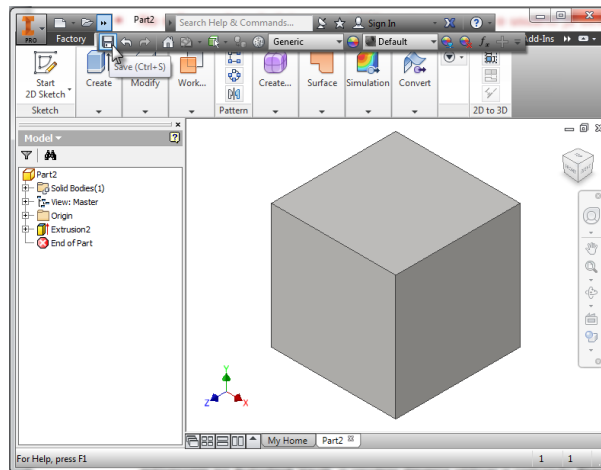 PRO
Part2
Search Help & Commands...
Sign In
Factory
Generic
Default
Add-Ins
Save (Ctrl+S)
Start
2D Sketch
Create
Modify
Work...
Create...
Surface
Simulation
Convert
Sketch
Pattern
2D to 3D
Model
Part2
Solid Bodies(1)
View: Master
Origin
Extrusion2
End of Part
Y
Z
X
My Home
Part2
For Help, press F1
1
1